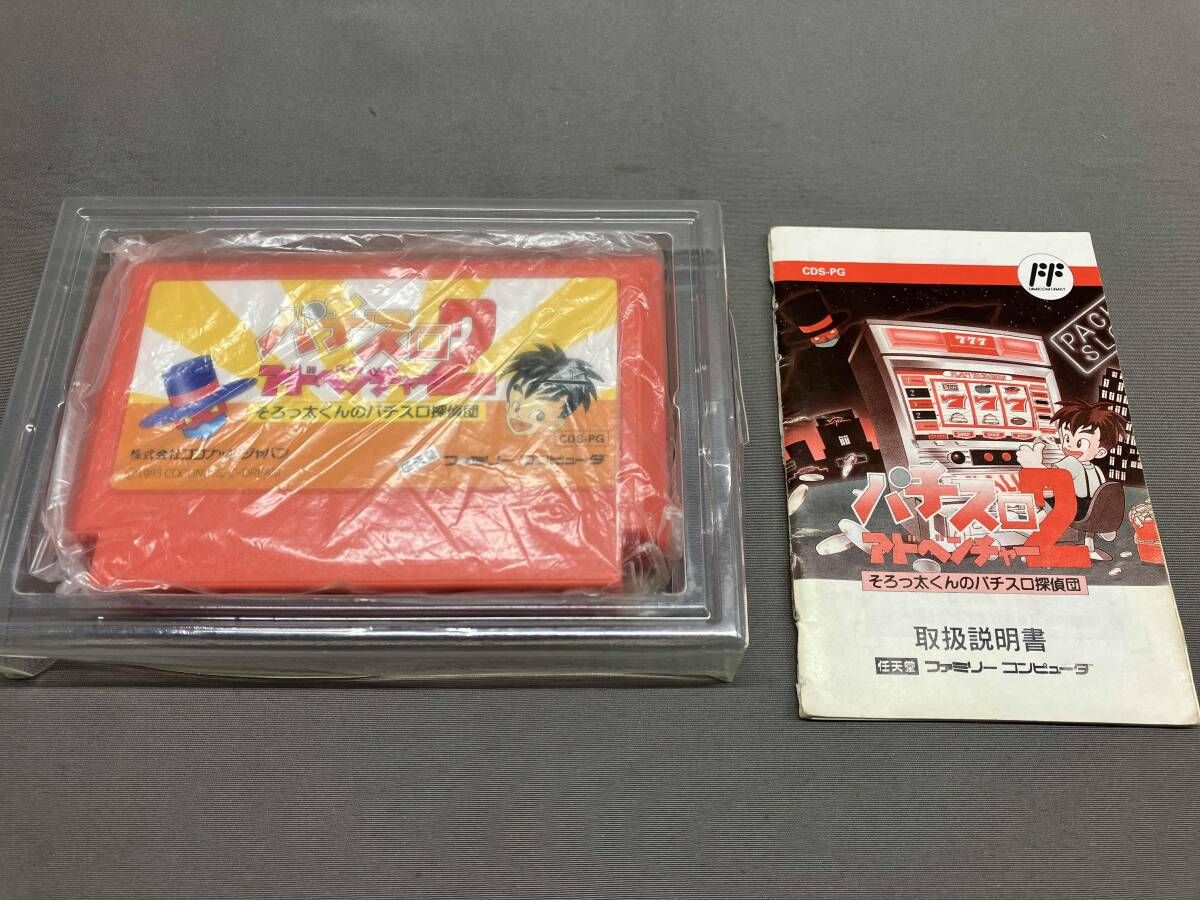 パチスロ
アドベンチャー2
そろっ太くんのパチスロ探偵団
CDS-PG
株式会社ココナッツジャパン
任天堂 ファミリー コンピュータ
CDS-PG
FF
777
777
パチスロ
アドベンチャー2
そろっ太くんのパチスロ探偵団
取扱説明書
任天堂 ファミリー コンピュータ